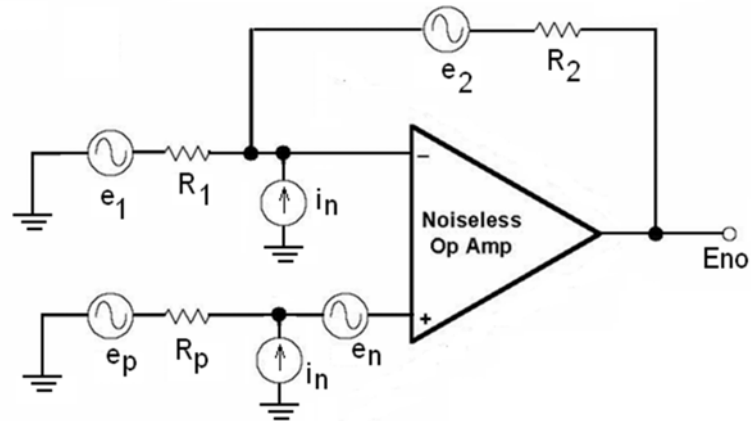 e2
R2
e1
R1
in
−
Noiseless
Op Amp
Eno
+
ep
Rp
in
en